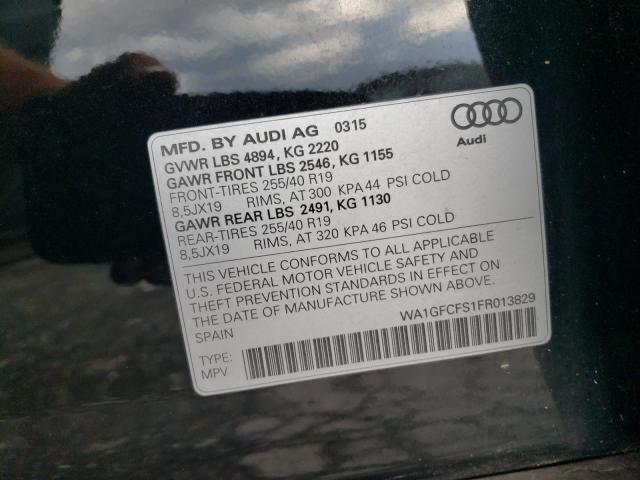 MFD. BY AUDI AG 0315
GVWR LBS 4894, KG 2220
GAWR FRONT LBS 2546, KG 1155
FRONT-TIRES 255/40 R19
8,5JX19 RIMS, AT 300 KPA 44 PSI COLD
GAWR REAR LBS 2491, KG 1130
REAR-TIRES 255/40 R19
8,5JX19 RIMS, AT 320 KPA 46 PSI COLD
Audi
THIS VEHICLE CONFORMS TO ALL APPLICABLE
U.S. FEDERAL MOTOR VEHICLE SAFETY AND
THEFT PREVENTION STANDARDS IN EFFECT ON
THE DATE OF MANUFACTURE SHOWN ABOVE.
SPAIN
WA1GFCFS1FR013829
TYPE:
MPV